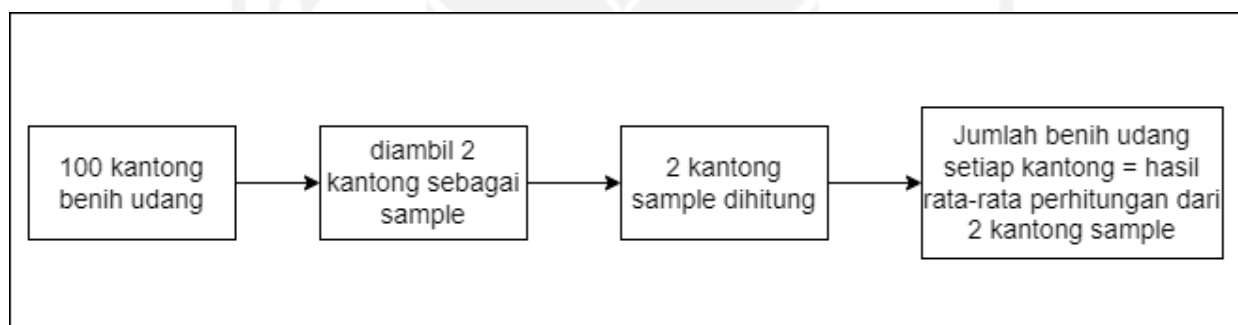 100 kantong
benih udang
diambil 2
kantong sebagai
sample
2 kantong
sample dihitung
Jumlah benih udang
setiap kantong = hasil
rata-rata perhitungan dari
2 kantong sample